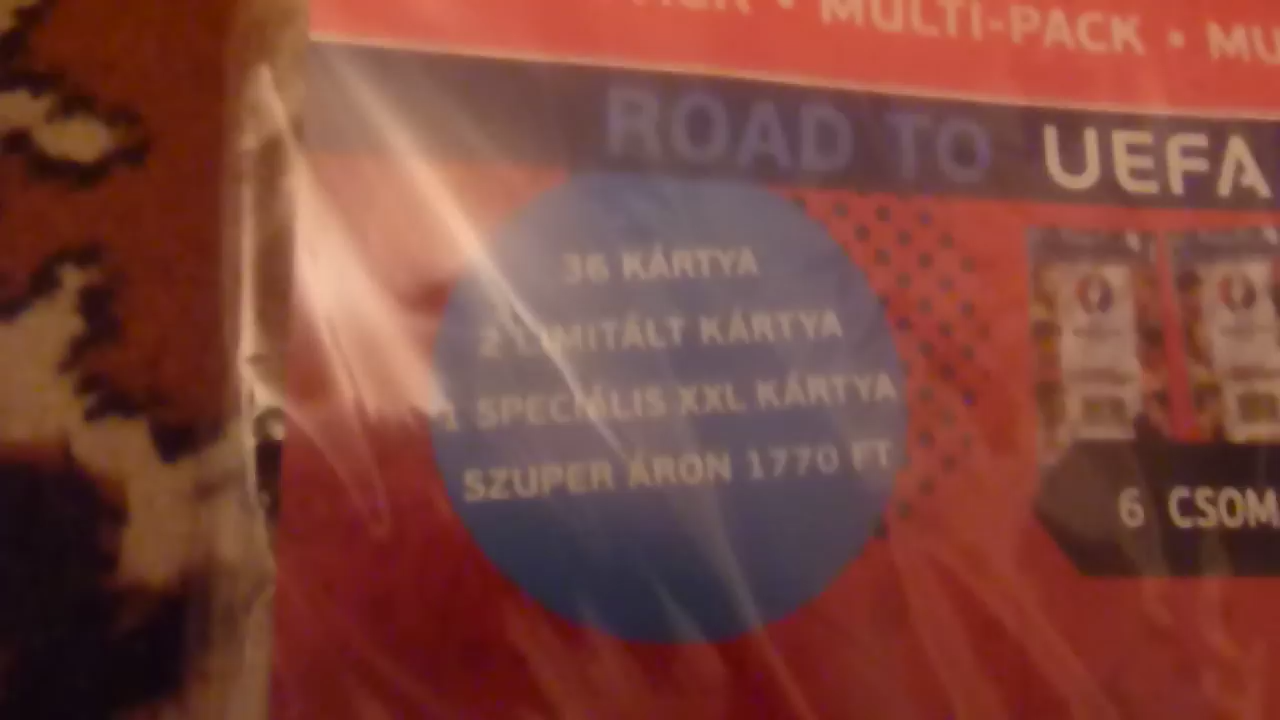 MULTI-PACK • MU
ROAD TO UEFA
36 KÁRTYA
2 LIMITÁLT KÁRTYA
1 SPECIÁLIS XXL KÁRTYA
SZUPER ÁRON 1770 FT
6 CSOM